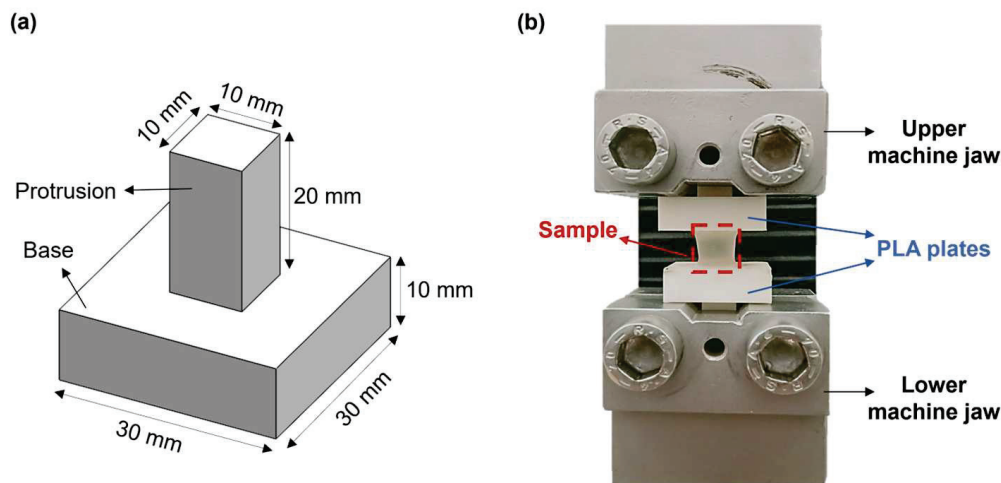 (a)
10 mm
10 mm
Protrusion
20 mm
Base
10 mm
30 mm
30 mm
(b)
Upper
machine jaw
Sample
PLA plates
Lower
machine jaw